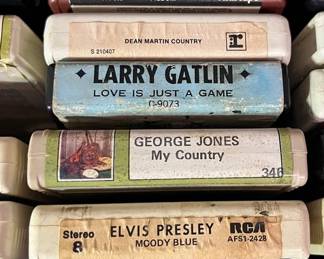 DEAN MARTIN COUNTRY
S 210407
LARRY GATLIN
LOVE IS JUST A GAME
C-9073
GEORGE JONES
My Country
346
Stereo
8
ELVIS PRESLEY
MOODY BLUE
RCA
AFS1-2428